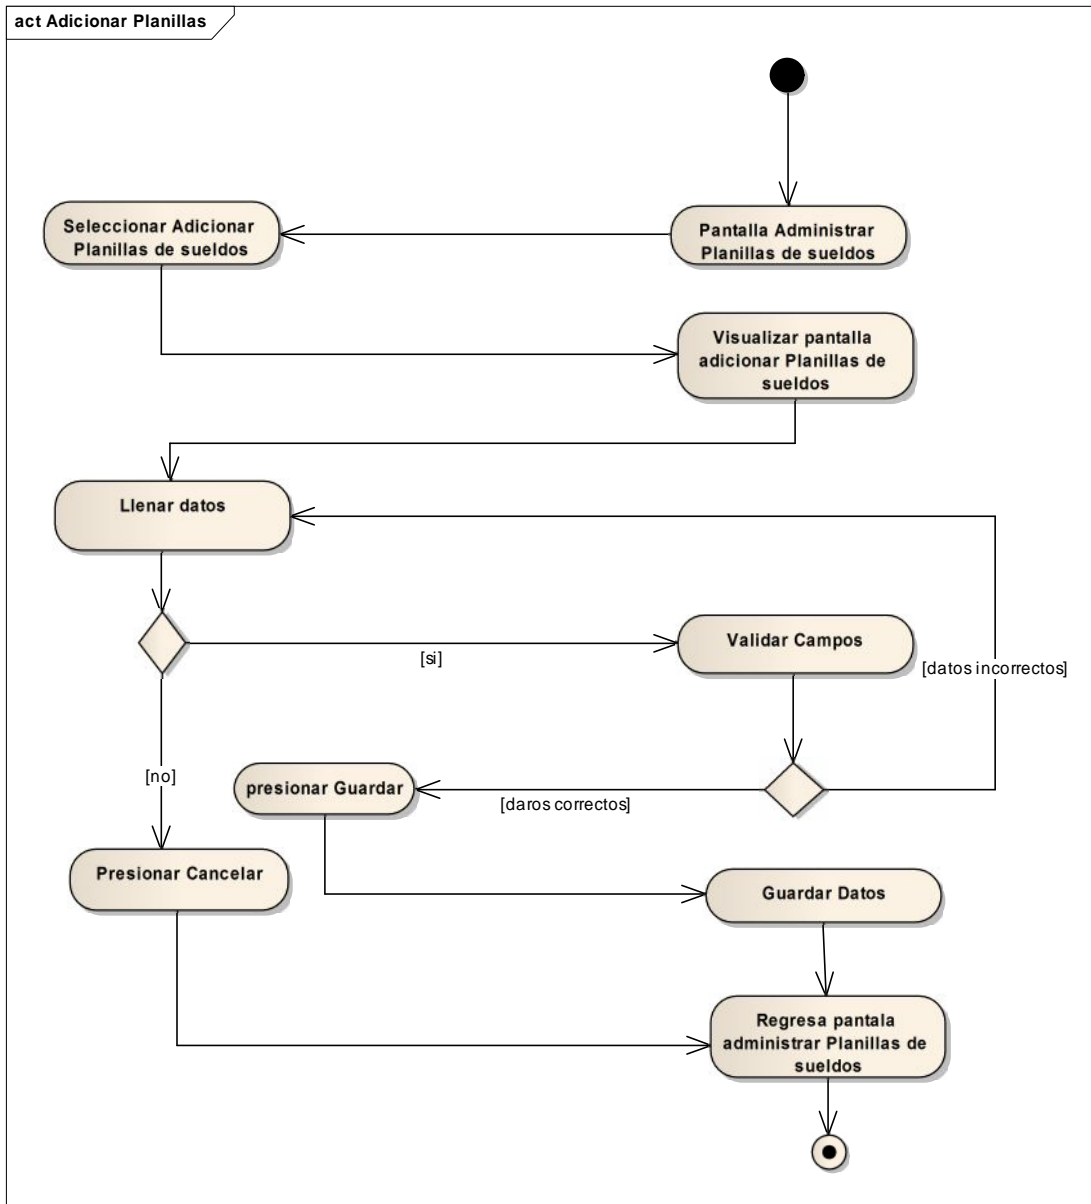 act Adicionar Planillas
Seleccionar Adicionar
Planillas de sueldos
Pantalla Administrar
Planillas de sueldos
Visualizar pantalla
adicionar Planillas de
sueldos
Llenar datos
[si]
Validar Campos
[datos incorrectos]
[no]
presionar Guardar
[daros correctos]
Presionar Cancelar
Guardar Datos
Regresa pantala
administrar Planillas de
sueldos